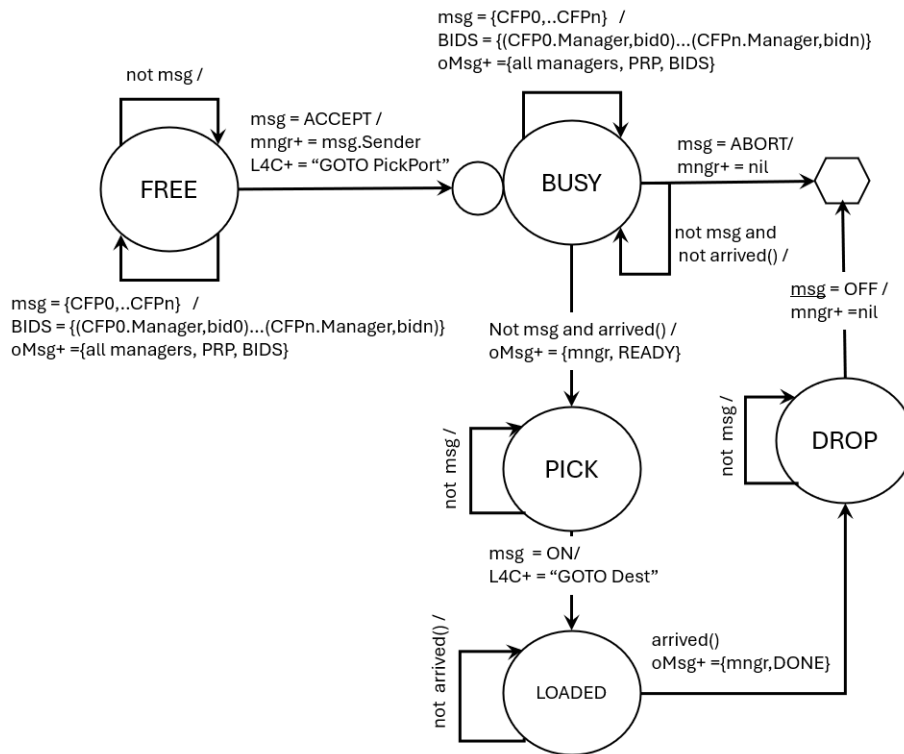 msg = {CFP0,..CFPn} /
BIDS = {(CFP0.Manager,bid0)...(CFPn.Manager,bidn)}
oMsg+ ={all managers, PRP, BIDS}
not msg /
msg = ACCEPT /
mngr+ = msg.Sender
L4C+ = “GOTO PickPort”
FREE
BUSY
msg = ABORT/
mngr+ = nil
not msg and
not arrived() /
msg = {CFP0,..CFPn} /
BIDS = {(CFP0.Manager,bid0)...(CFPn.Manager,bidn)}
oMsg+ ={all managers, PRP, BIDS}
Not msg and arrived() /
oMsg+ = {mngr, READY}
msg = OFF /
mngr+ =nil
not msg /
PICK
not msg /
DROP
msg = ON/
L4C+ = “GOTO Dest”
not arrived() /
LOADED
arrived()
oMsg+ ={mngr,DONE}